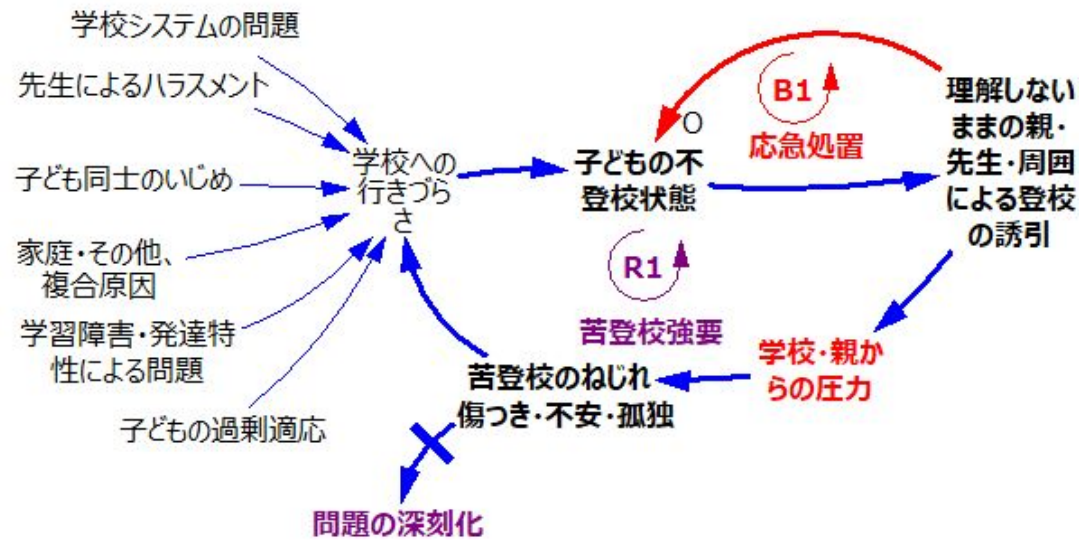 学校システムの問題
先生によるハラスメント
子ども同士のいじめ
家庭・その他、
複合原因
学習障害・発達特
性による問題
子どもの過剰適応
学校への
行きづら
さ
子どもの不
登校状態
O
B1
応急処置
理解しない
ままの親・
先生・周囲
による登校
の誘引
R1
苦登校強要
学校・親か
らの圧力
苦登校のねじれ
傷つき・不安・孤独
問題の深刻化